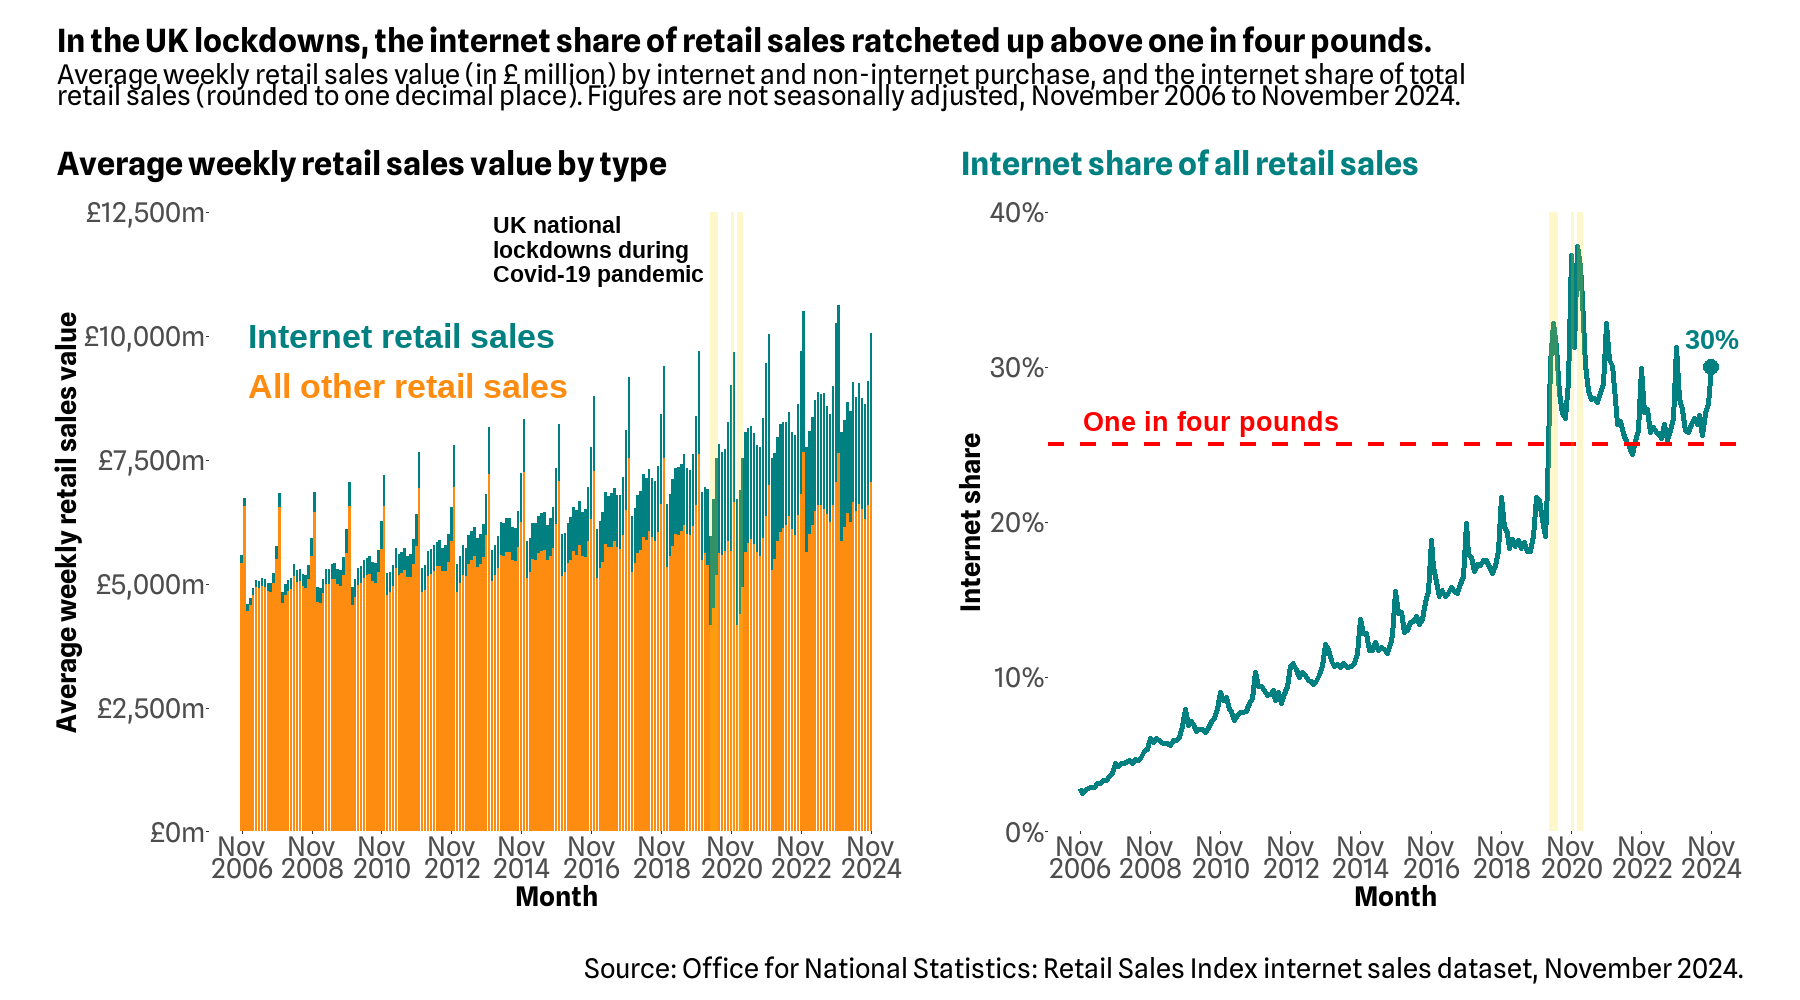 In the UK lockdowns, the internet share of retail sales ratcheted up above one in four pounds.
Average weekly retail sales value (in £ million) by internet and non-internet purchase, and the internet share of total
retail sales (rounded to one decimal place). Figures are not seasonally adjusted, November 2006 to November 2024.
Average weekly retail sales value by type
£12,500m
£10,000m
£7,500m
£5,000m
£2,500m
£0m
Average weekly retail sales value
UK national
lockdowns during
Covid-19 pandemic
Internet retail sales
All other retail sales
Nov Nov Nov Nov Nov Nov Nov Nov Nov Nov
2006 2008 2010 2012 2014 2016 2018 2020 2022 2024
Month
Internet share of all retail sales
40%
30%
20%
10%
0%
Internet share
30%
One in four pounds
Nov Nov Nov Nov Nov Nov Nov Nov Nov Nov
2006 2008 2010 2012 2014 2016 2018 2020 2022 2024
Month
Source: Office for National Statistics: Retail Sales Index internet sales dataset, November 2024.